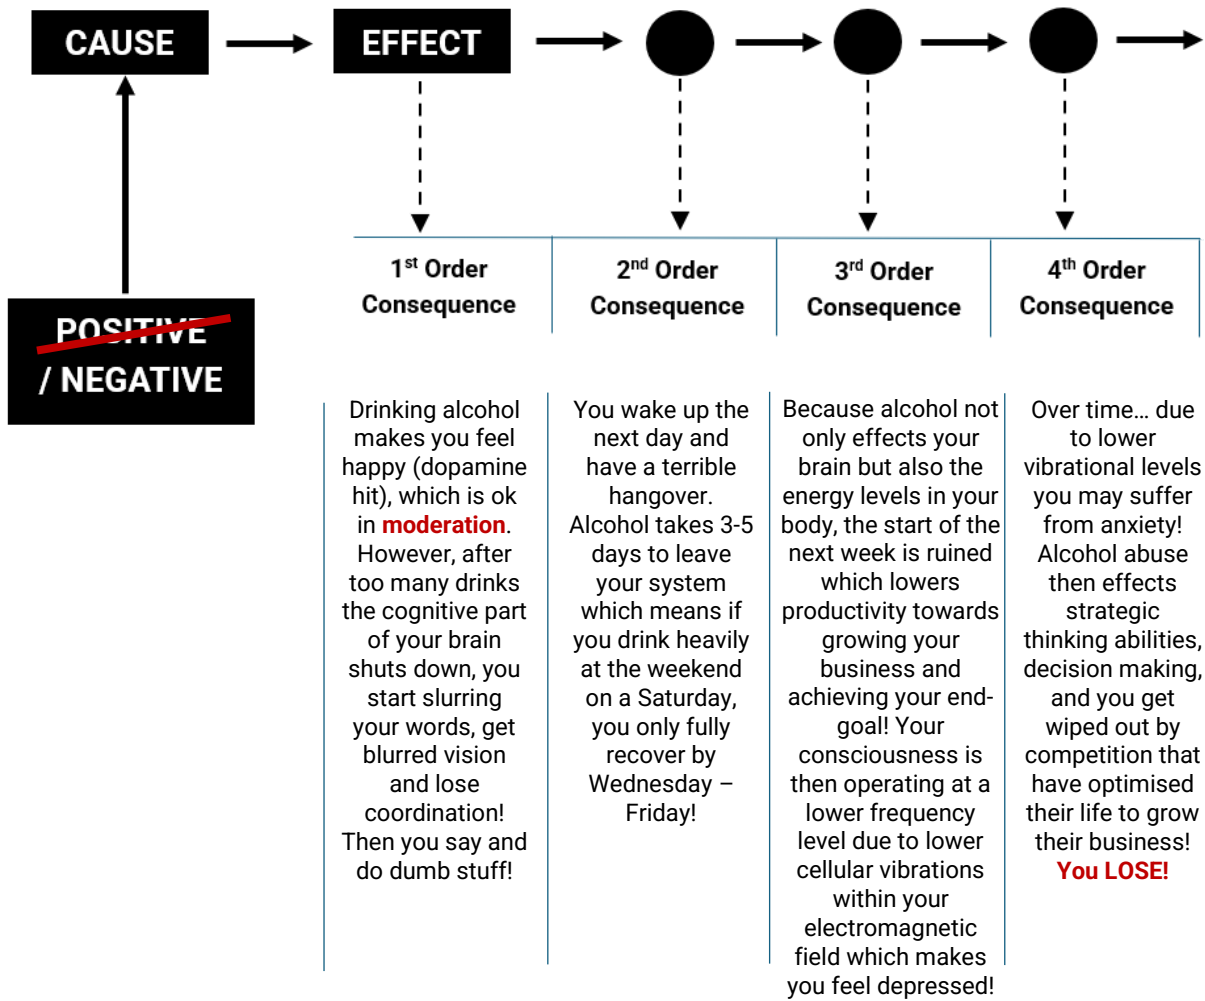 CAUSE
EFFECT
POSITIVE
/ NEGATIVE
1st Order
Consequence
2nd Order
Consequence
3rd Order
Consequence
4th Order
Consequence
Drinking alcohol
makes you feel
happy (dopamine
hit), which is ok
in moderation.
However, after
too many drinks
the cognitive part
of your brain
shuts down, you
start slurring
your words, get
blurred vision
and lose
coordination!
Then you say and
do dumb stuff!
You wake up the
next day and
have a terrible
hangover.
Alcohol takes 3-5
days to leave
your system
which means if
you drink heavily
at the weekend
on a Saturday,
you only fully
recover by
Wednesday –
Friday!
Because alcohol not
only effects your
brain but also the
energy levels in your
body, the start of the
next week is ruined
which lowers
productivity towards
growing your
business and
achieving your end-
goal! Your
consciousness is
then operating at a
lower frequency
level due to lower
cellular vibrations
within your
electromagnetic
field which makes
you feel depressed!
Over time… due
to lower
vibrational levels
you may suffer
from anxiety!
Alcohol abuse
then effects
strategic
thinking abilities,
decision making,
and you get
wiped out by
competition that
have optimised
their life to grow
their business!
You LOSE!